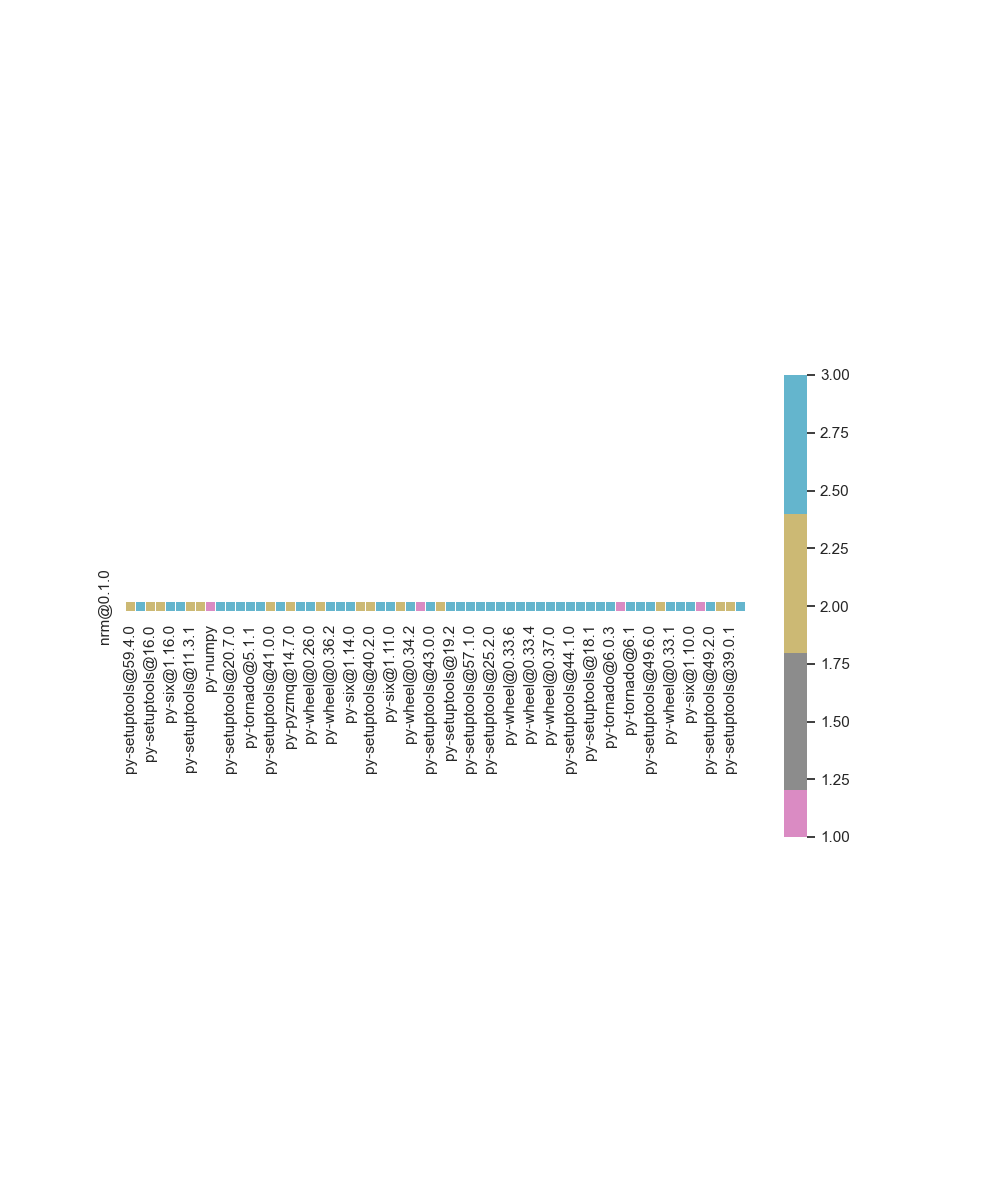 nrm@0.1.0
py-setuptools@59.4.0
py-setuptools@16.0
py-six@1.16.0
py-setuptools@11.3.1
py-numpy
py-setuptools@20.7.0
py-tornado@5.1.1
py-setuptools@41.0.0
py-pyzmq@14.7.0
py-wheel@0.26.0
py-wheel@0.36.2
py-six@1.14.0
py-setuptools@40.2.0
py-six@1.11.0
py-wheel@0.34.2
py-setuptools@43.0.0
py-setuptools@19.2
py-setuptools@57.1.0
py-setuptools@25.2.0
py-wheel@0.33.6
py-wheel@0.33.4
py-wheel@0.37.0
py-setuptools@44.1.0
py-setuptools@18.1
py-tornado@6.0.3
py-tornado@6.1
py-setuptools@49.6.0
py-wheel@0.33.1
py-six@1.10.0
py-setuptools@49.2.0
py-setuptools@39.0.1
3.00
2.75
2.50
2.25
2.00
1.75
1.50
1.25
1.00